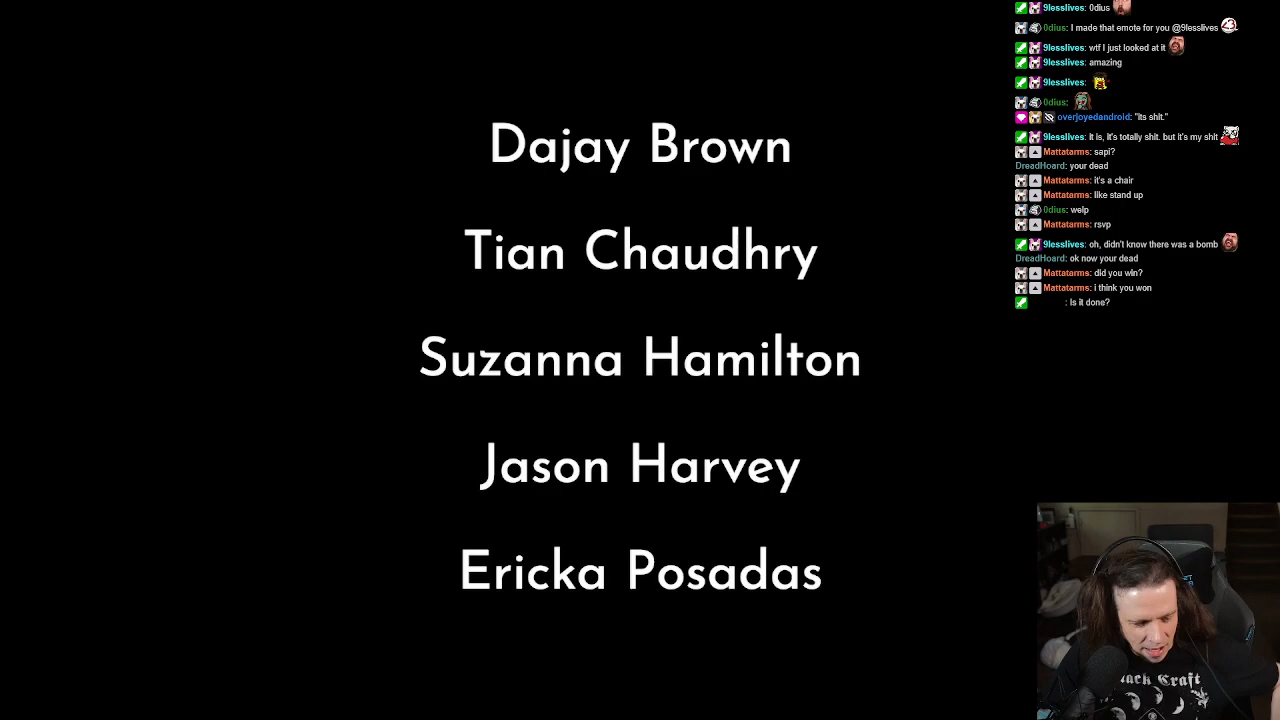 Dajay Brown
Tian Chaudhry
Suzanna Hamilton
Jason Harvey
Ericka Posadas
9lesslives: 0dius
0dius: I made that emote for you @9lesslives
9lesslives: wtf I just looked at it
9lesslives: amazing
9lesslives:
0dius:
overjoyedandroid: "its shit."
9lesslives: it is, it's totally shit. but it's my shit
Mattatarms: sapi?
DreadHoard: your dead
Mattatarms: it's a chair
Mattatarms: like stand up
0dius: welp
Mattatarms: rsvp
9lesslives: oh, didn't know there was a bomb
DreadHoard: ok now your dead
Mattatarms: did you win?
Mattatarms: i think you won
: Is it done?
Craft